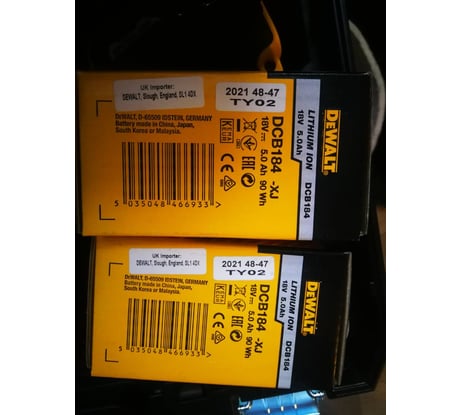 UK Importer:
DEWALT, Slough, England, SL1 4DX
2021 48-47
TY02
DeWALT, D-65509 IDSTEIN, GERMANY
Battery made in China, Japan,
South Korea or Malaysia.
KEMA
KEUR
EAC
5 035048 466933
DCB184 -XJ
18V 5.0 Ah 90 Wh
LITHIUM ION DCB184
18V 5.0Ah
DEWALT
UK Importer:
DEWALT, Slough, England, SL1 4DX
2021 48-47
TY02
DeWALT, D-65509 IDSTEIN, GERMANY
Battery made in China, Japan,
South Korea or Malaysia.
EAC
5 035048 466933
DCB184 -XJ
18V 5.0 Ah 90 Wh
LITHIUM ION DCB184
18V 5.0Ah
DEWALT